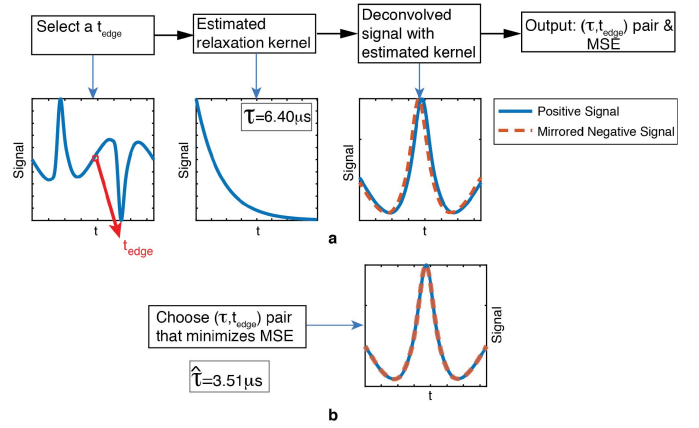 Select a t_edge
Estimated
relaxation kernel
Deconvolved
signal with
estimated kernel
Output: (τ,t_edge) pair &
MSE
Signal
t
t_edge
τ=6.40μs
Signal
t
Signal
t
Positive Signal
Mirrored Negative Signal
a
Choose (τ,t_edge) pair
that minimizes MSE
τ̂=3.51μs
Signal
t
b